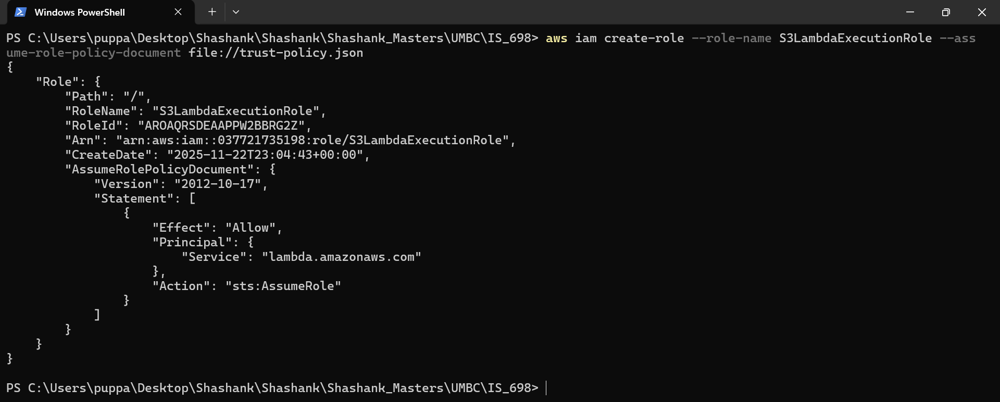 Windows PowerShell
PS C:\Users\puppa\Desktop\Shashank\Shashank\Shashank_Masters\UMBC\IS_698> aws iam create-role --role-name S3LambdaExecutionRole --ass
ume-role-policy-document file://trust-policy.json
{
    "Role": {
        "Path": "/",
        "RoleName": "S3LambdaExecutionRole",
        "RoleId": "AROAQRSDEAAPPW2BBRG2Z",
        "Arn": "arn:aws:iam::037721735198:role/S3LambdaExecutionRole",
        "CreateDate": "2025-11-22T23:04:43+00:00",
        "AssumeRolePolicyDocument": {
            "Version": "2012-10-17",
            "Statement": [
                {
                    "Effect": "Allow",
                    "Principal": {
                        "Service": "lambda.amazonaws.com"
                    },
                    "Action": "sts:AssumeRole"
                }
            ]
        }
    }
}
PS C:\Users\puppa\Desktop\Shashank\Shashank\Shashank_Masters\UMBC\IS_698>